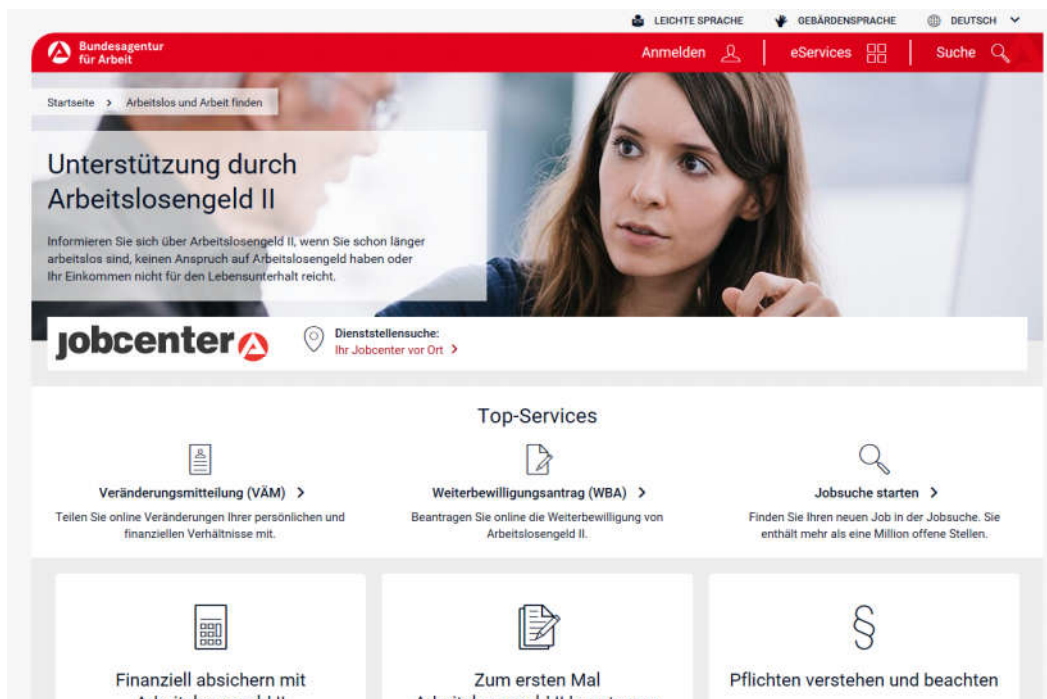 LEICHTE SPRACHE GEBÄRDENSPRACHE DEUTSCH
Bundesagentur
für Arbeit
Anmelden eServices Suche
Startseite > Arbeitslos und Arbeit finden
Unterstützung durch
Arbeitslosengeld II
Informieren Sie sich über Arbeitslosengeld II, wenn Sie schon länger
arbeitslos sind, keinen Anspruch auf Arbeitslosengeld haben oder
Ihr Einkommen nicht für den Lebensunterhalt reicht.
jobcenter
Dienststellensuche:
Ihr Jobcenter vor Ort >
Top-Services
Veränderungsmitteilung (VÄM) >
Teilen Sie online Veränderungen Ihrer persönlichen und
finanziellen Verhältnisse mit.
Weiterbewilligungsantrag (WBA) >
Beantragen Sie online die Weiterbewilligung von
Arbeitslosengeld II.
Jobsuche starten >
Finden Sie Ihren neuen Job in der Jobsuche. Sie
enthält mehr als eine Million offene Stellen.
Finanziell absichern mit
Zum ersten Mal
§
Pflichten verstehen und beachten